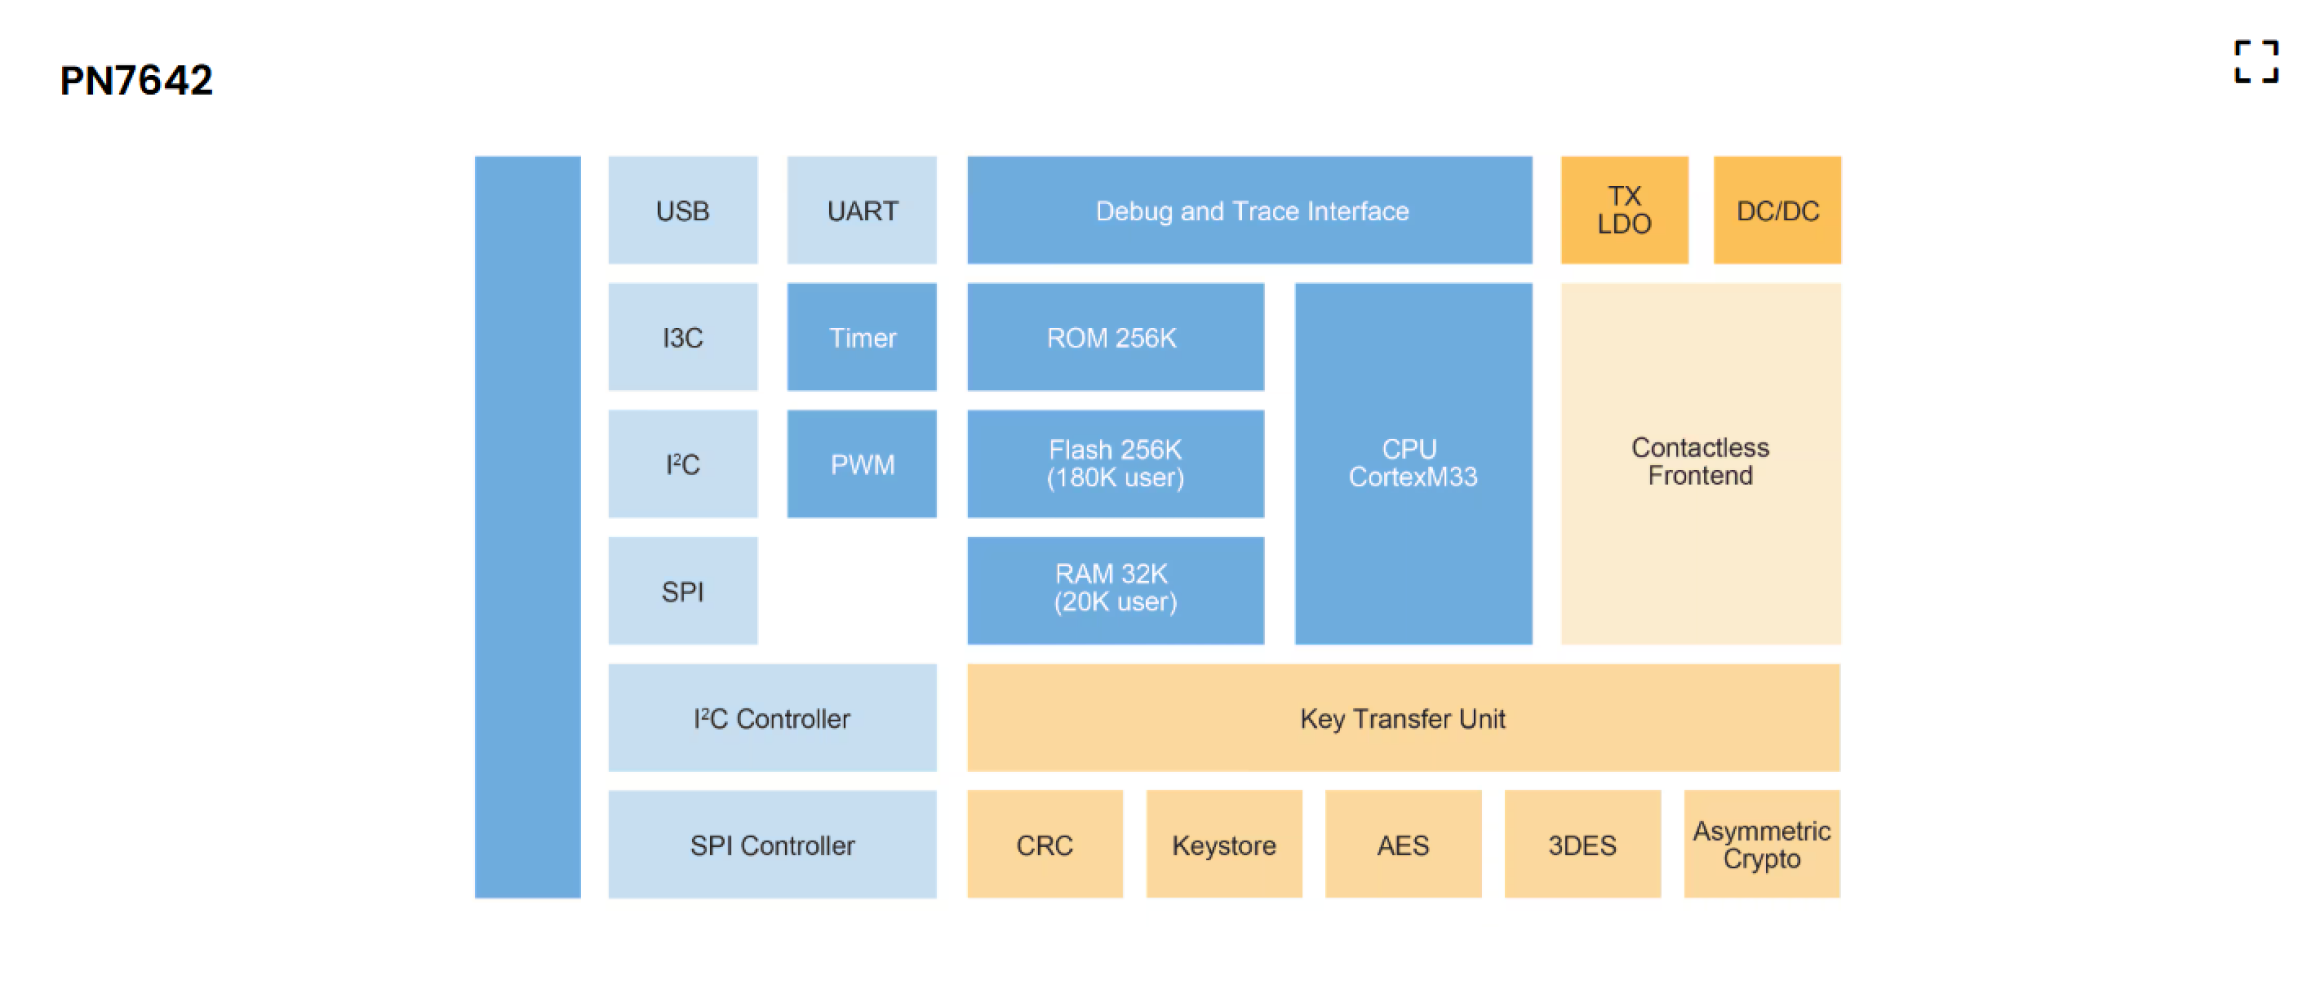 PN7642
USB
UART
Debug and Trace Interface
TX
LDO
DC/DC
I3C
Timer
ROM 256K
I²C
PWM
Flash 256K
(180K user)
CPU
CortexM33
Contactless
Frontend
SPI
RAM 32K
(20K user)
I²C Controller
Key Transfer Unit
SPI Controller
CRC
Keystore
AES
3DES
Asymmetric
Crypto